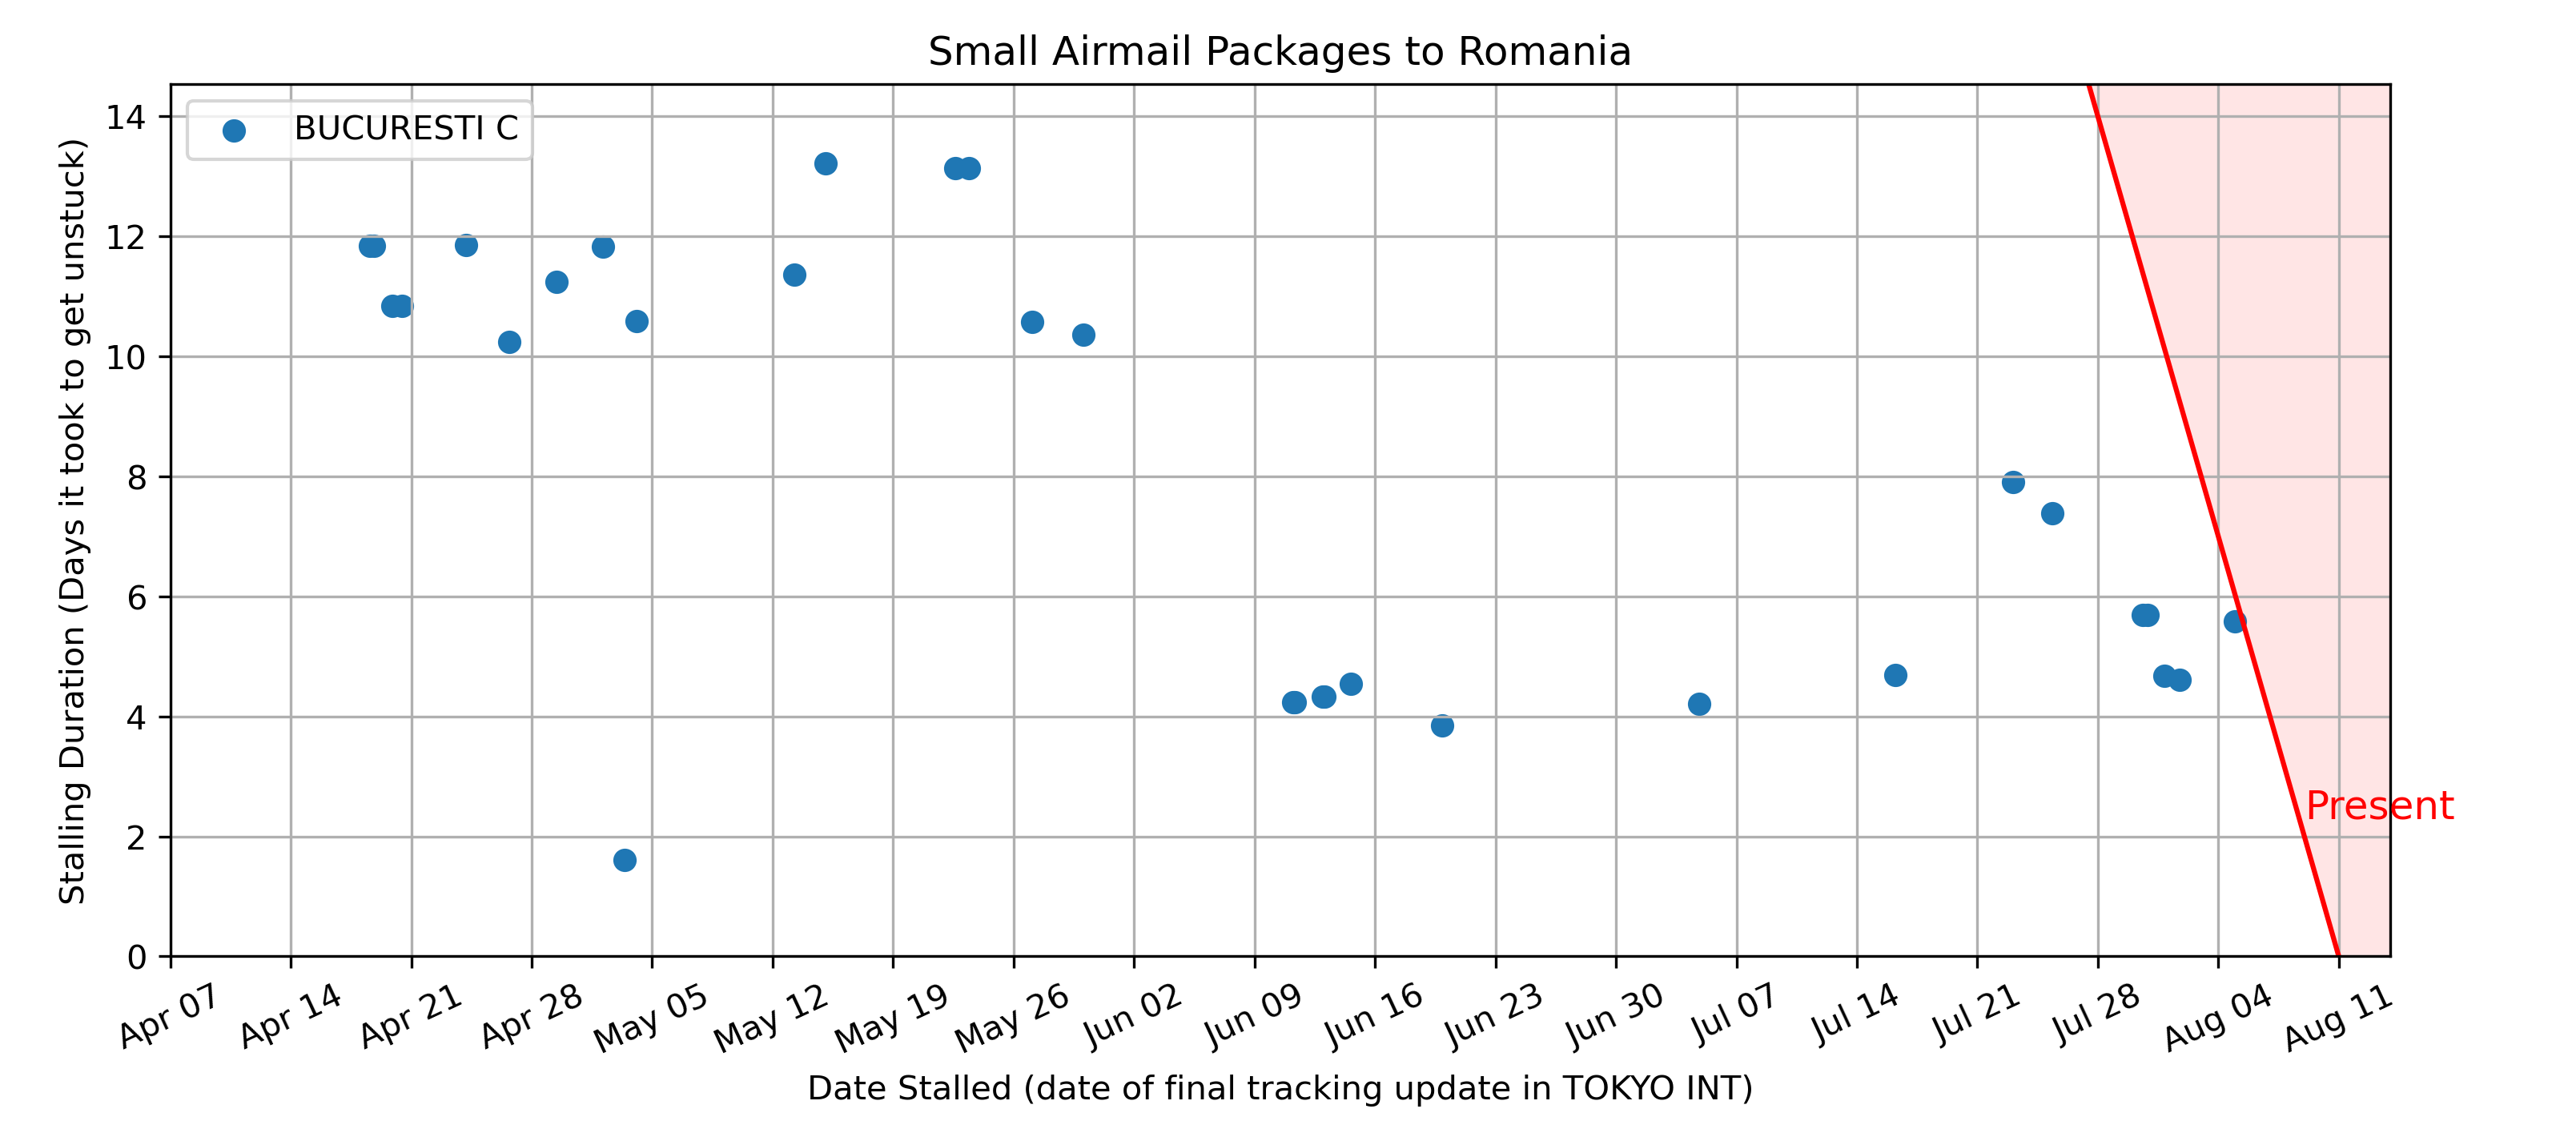 Small Airmail Packages to Romania
BUCURESTI C
Stalling Duration (Days it took to get unstuck)
14
12
10
8
6
4
2
0
Present
Apr 07
Apr 14
Apr 21
Apr 28
May 05
May 12
May 19
May 26
Jun 02
Jun 09
Jun 16
Jun 23
Jun 30
Jul 07
Jul 14
Jul 21
Jul 28
Aug 04
Aug 11
Date Stalled (date of final tracking update in TOKYO INT)